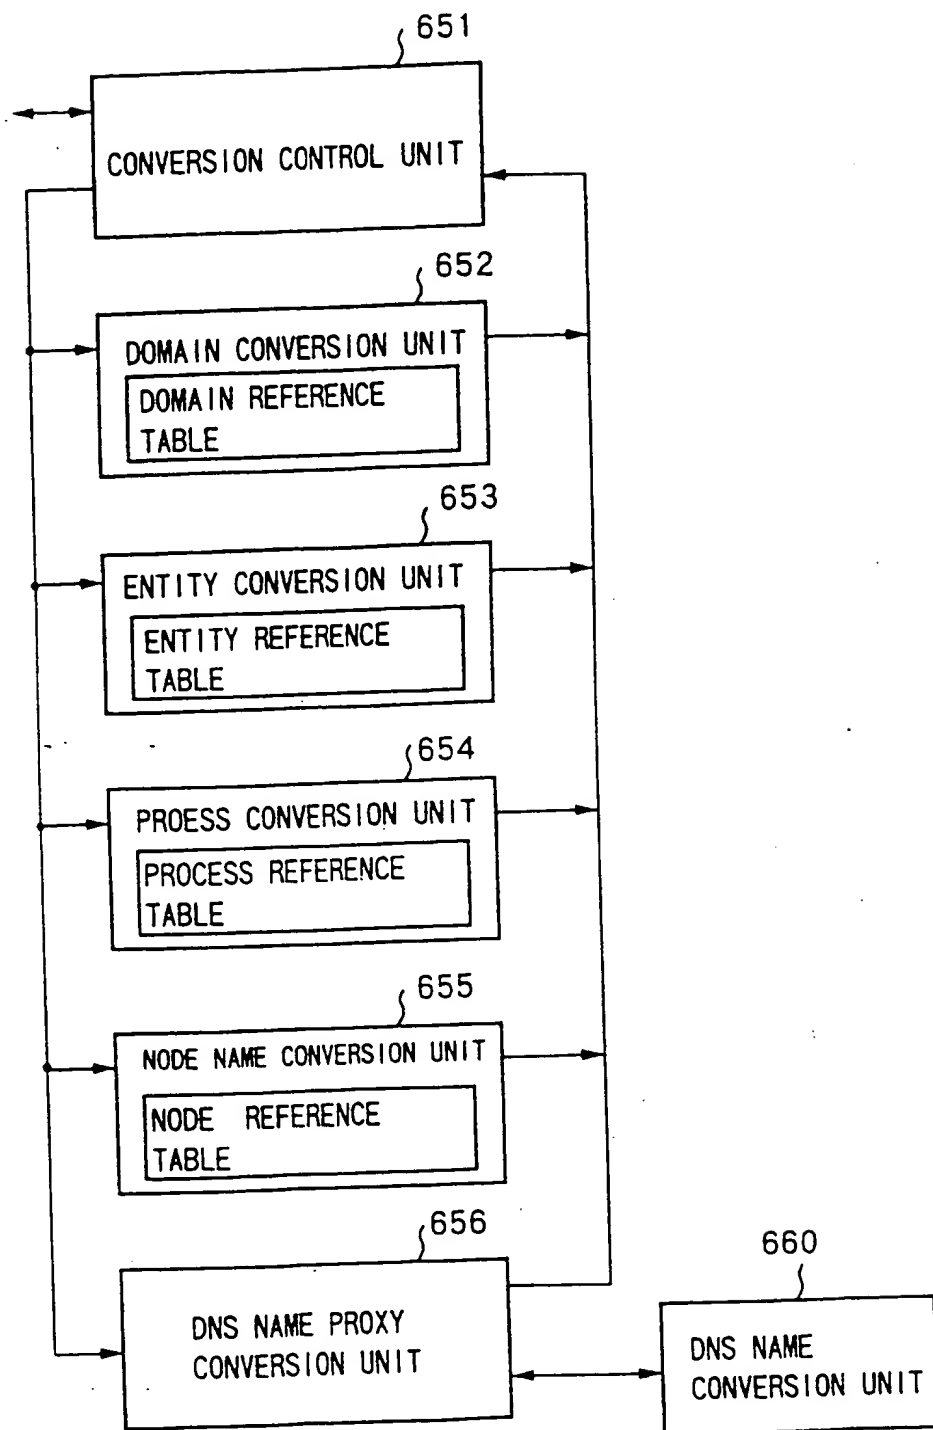 651
CONVERSION CONTROL UNIT
652
DOMAIN CONVERSION UNIT
DOMAIN REFERENCE
TABLE
653
ENTITY CONVERSION UNIT
ENTITY REFERENCE
TABLE
654
PROESS CONVERSION UNIT
PROCESS REFERENCE
TABLE
655
NODE NAME CONVERSION UNIT
NODE REFERENCE
TABLE
656
DNS NAME PROXY
CONVERSION UNIT
660
DNS NAME
CONVERSION UNIT